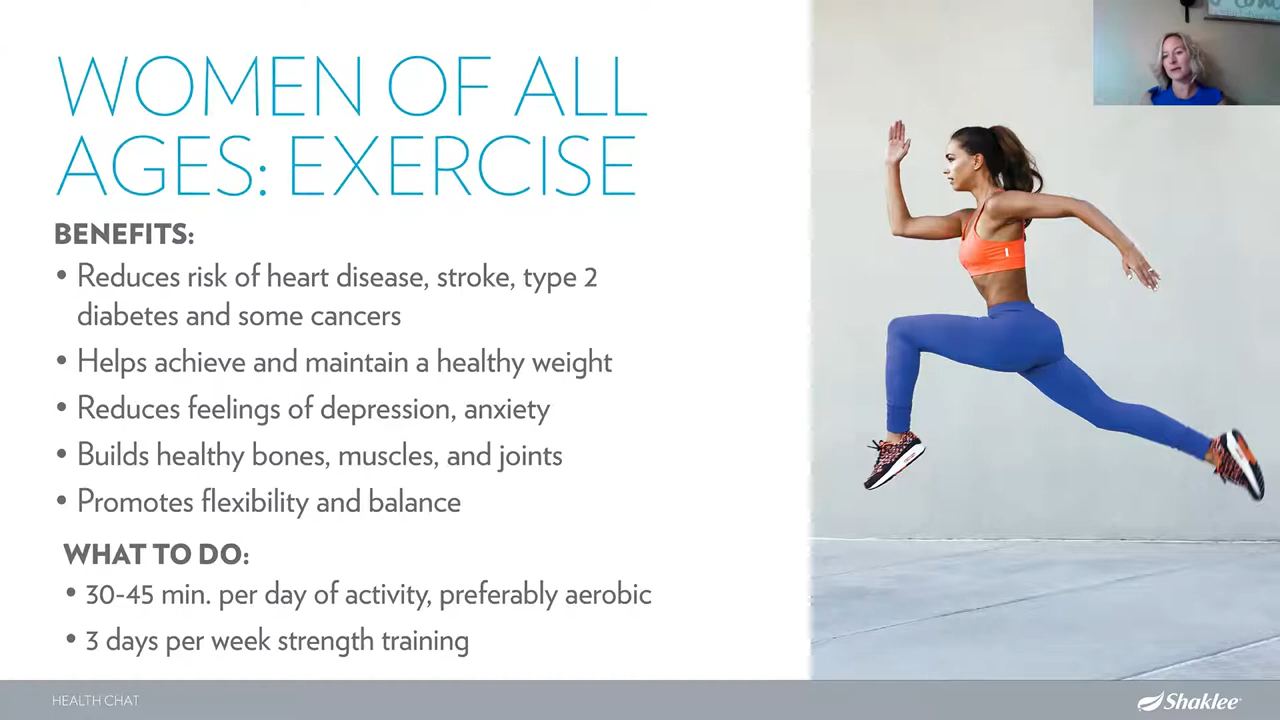 WOMEN OF ALL
AGES: EXERCISE
BENEFITS:
• Reduces risk of heart disease, stroke, type 2
diabetes and some cancers
• Helps achieve and maintain a healthy weight
• Reduces feelings of depression, anxiety
• Builds healthy bones, muscles, and joints
• Promotes flexibility and balance
WHAT TO DO:
• 30-45 min. per day of activity, preferably aerobic
• 3 days per week strength training
HEALTH CHAT
Shaklee